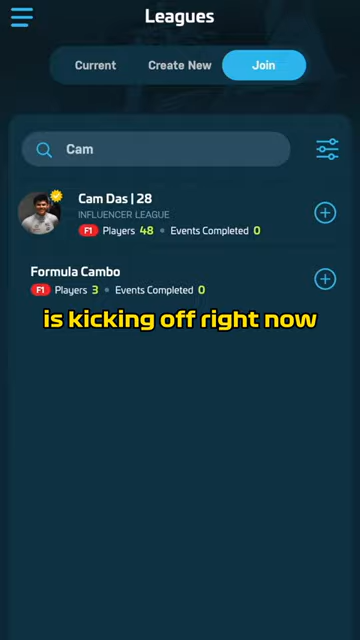 Leagues
Current
Create New
Join
Cam
Cam Das | 28
INFLUENCER LEAGUE
F1 Players 48 • Events Completed 0
Formula Cambo
F1 Players 3 • Events Completed 0
is kicking off right now